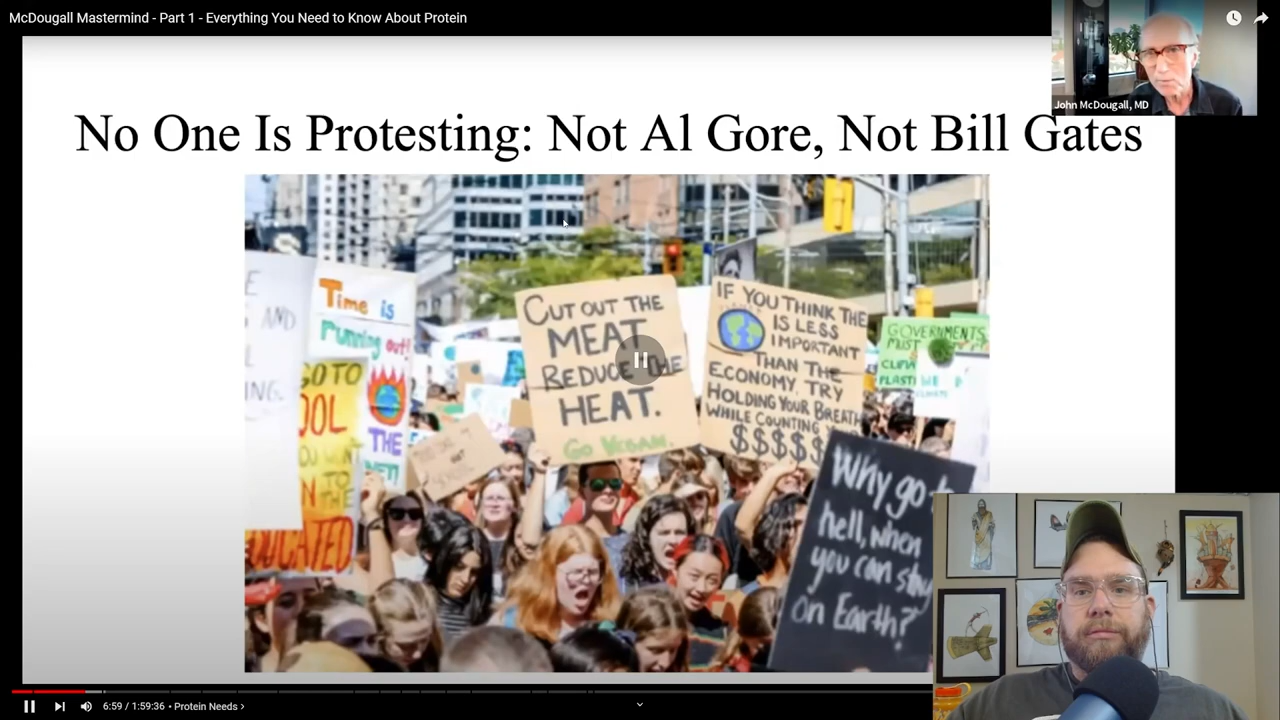 McDougall Mastermind - Part 1 - Everything You Need to Know About Protein
John McDougall, MD
No One Is Protesting: Not Al Gore, Not Bill Gates
Time is
running out!
GO TO
THE
TO THE
CUT OUT THE
MEAT
REDUCE THE
HEAT.
GO VEGAN.
IF YOU THINK THE
IS LESS
IMPORTANT
THAN THE
ECONOMY, TRY
HOLDING YOUR BREATH
WHILE COUNTING
$$$$$
GOVERNMENTS
MUST
Why go
hell, when
you can stay
on Earth?
6:59 / 1:59:36 • Protein Needs